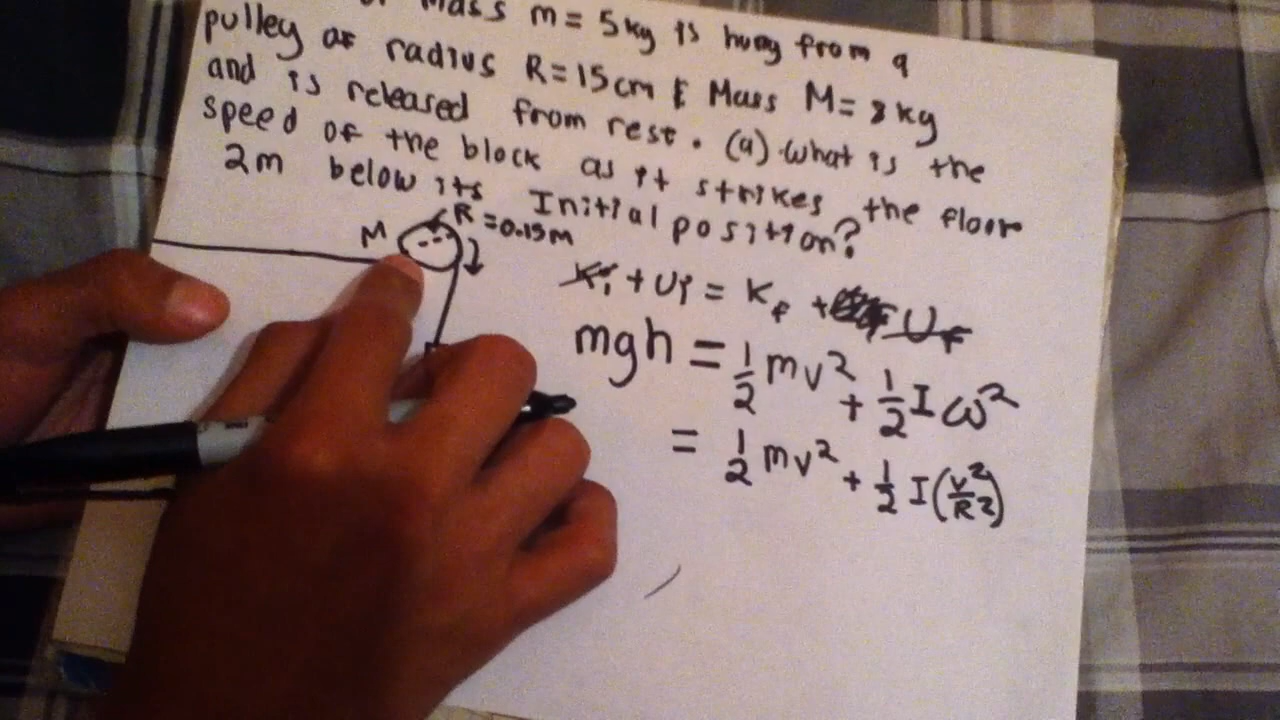 Mass m = 5kg is hung from a
pulley of radius R = 15cm & Mass M = 8kg
and is released from rest. (a) What is the
speed of the block as it strikes the floor
2m below its Initial position?
M R = 0.15m
Ki + Ui = Kf + Uf
mgh = 1/2 mv² + 1/2 I ω²
= 1/2 mv² + 1/2 I (v²/R²)